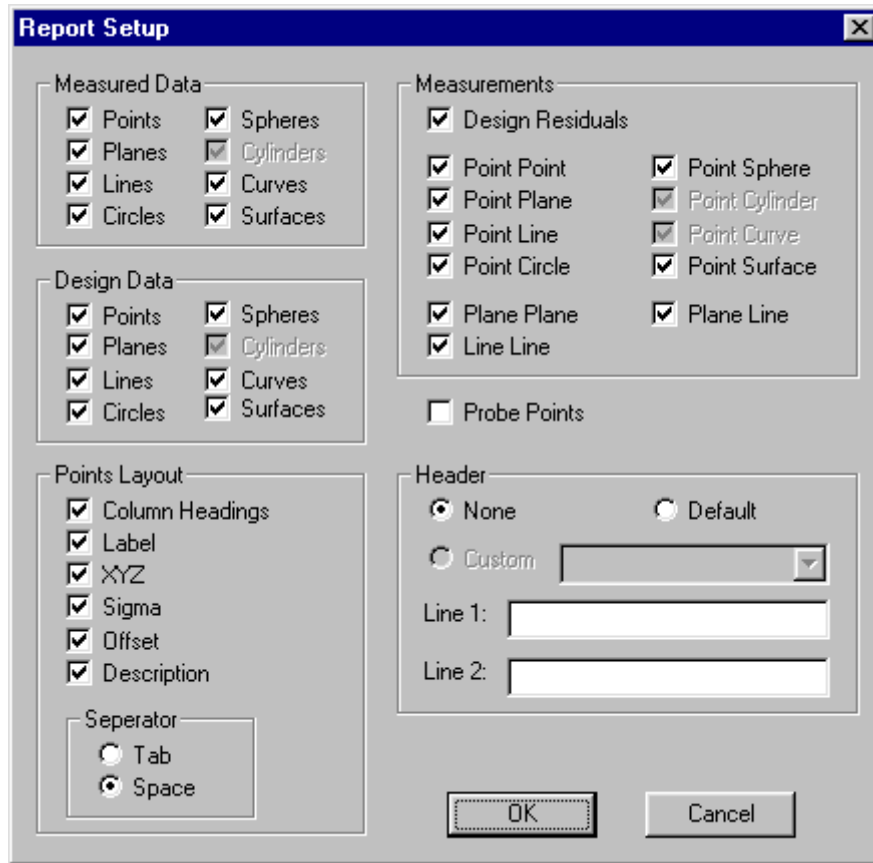 Report Setup
Measured Data
Points
Spheres
Planes
Cylinders
Lines
Curves
Circles
Surfaces
Design Data
Points
Spheres
Planes
Cylinders
Lines
Curves
Circles
Surfaces
Points Layout
Column Headings
Label
XYZ
Sigma
Offset
Description
Seperator
Tab
Space
Measurements
Design Residuals
Point Point
Point Sphere
Point Plane
Point Cylinder
Point Line
Point Curve
Point Circle
Point Surface
Plane Plane
Plane Line
Line Line
Probe Points
Header
None
Default
Custom
Line 1:
Line 2:
OK
Cancel